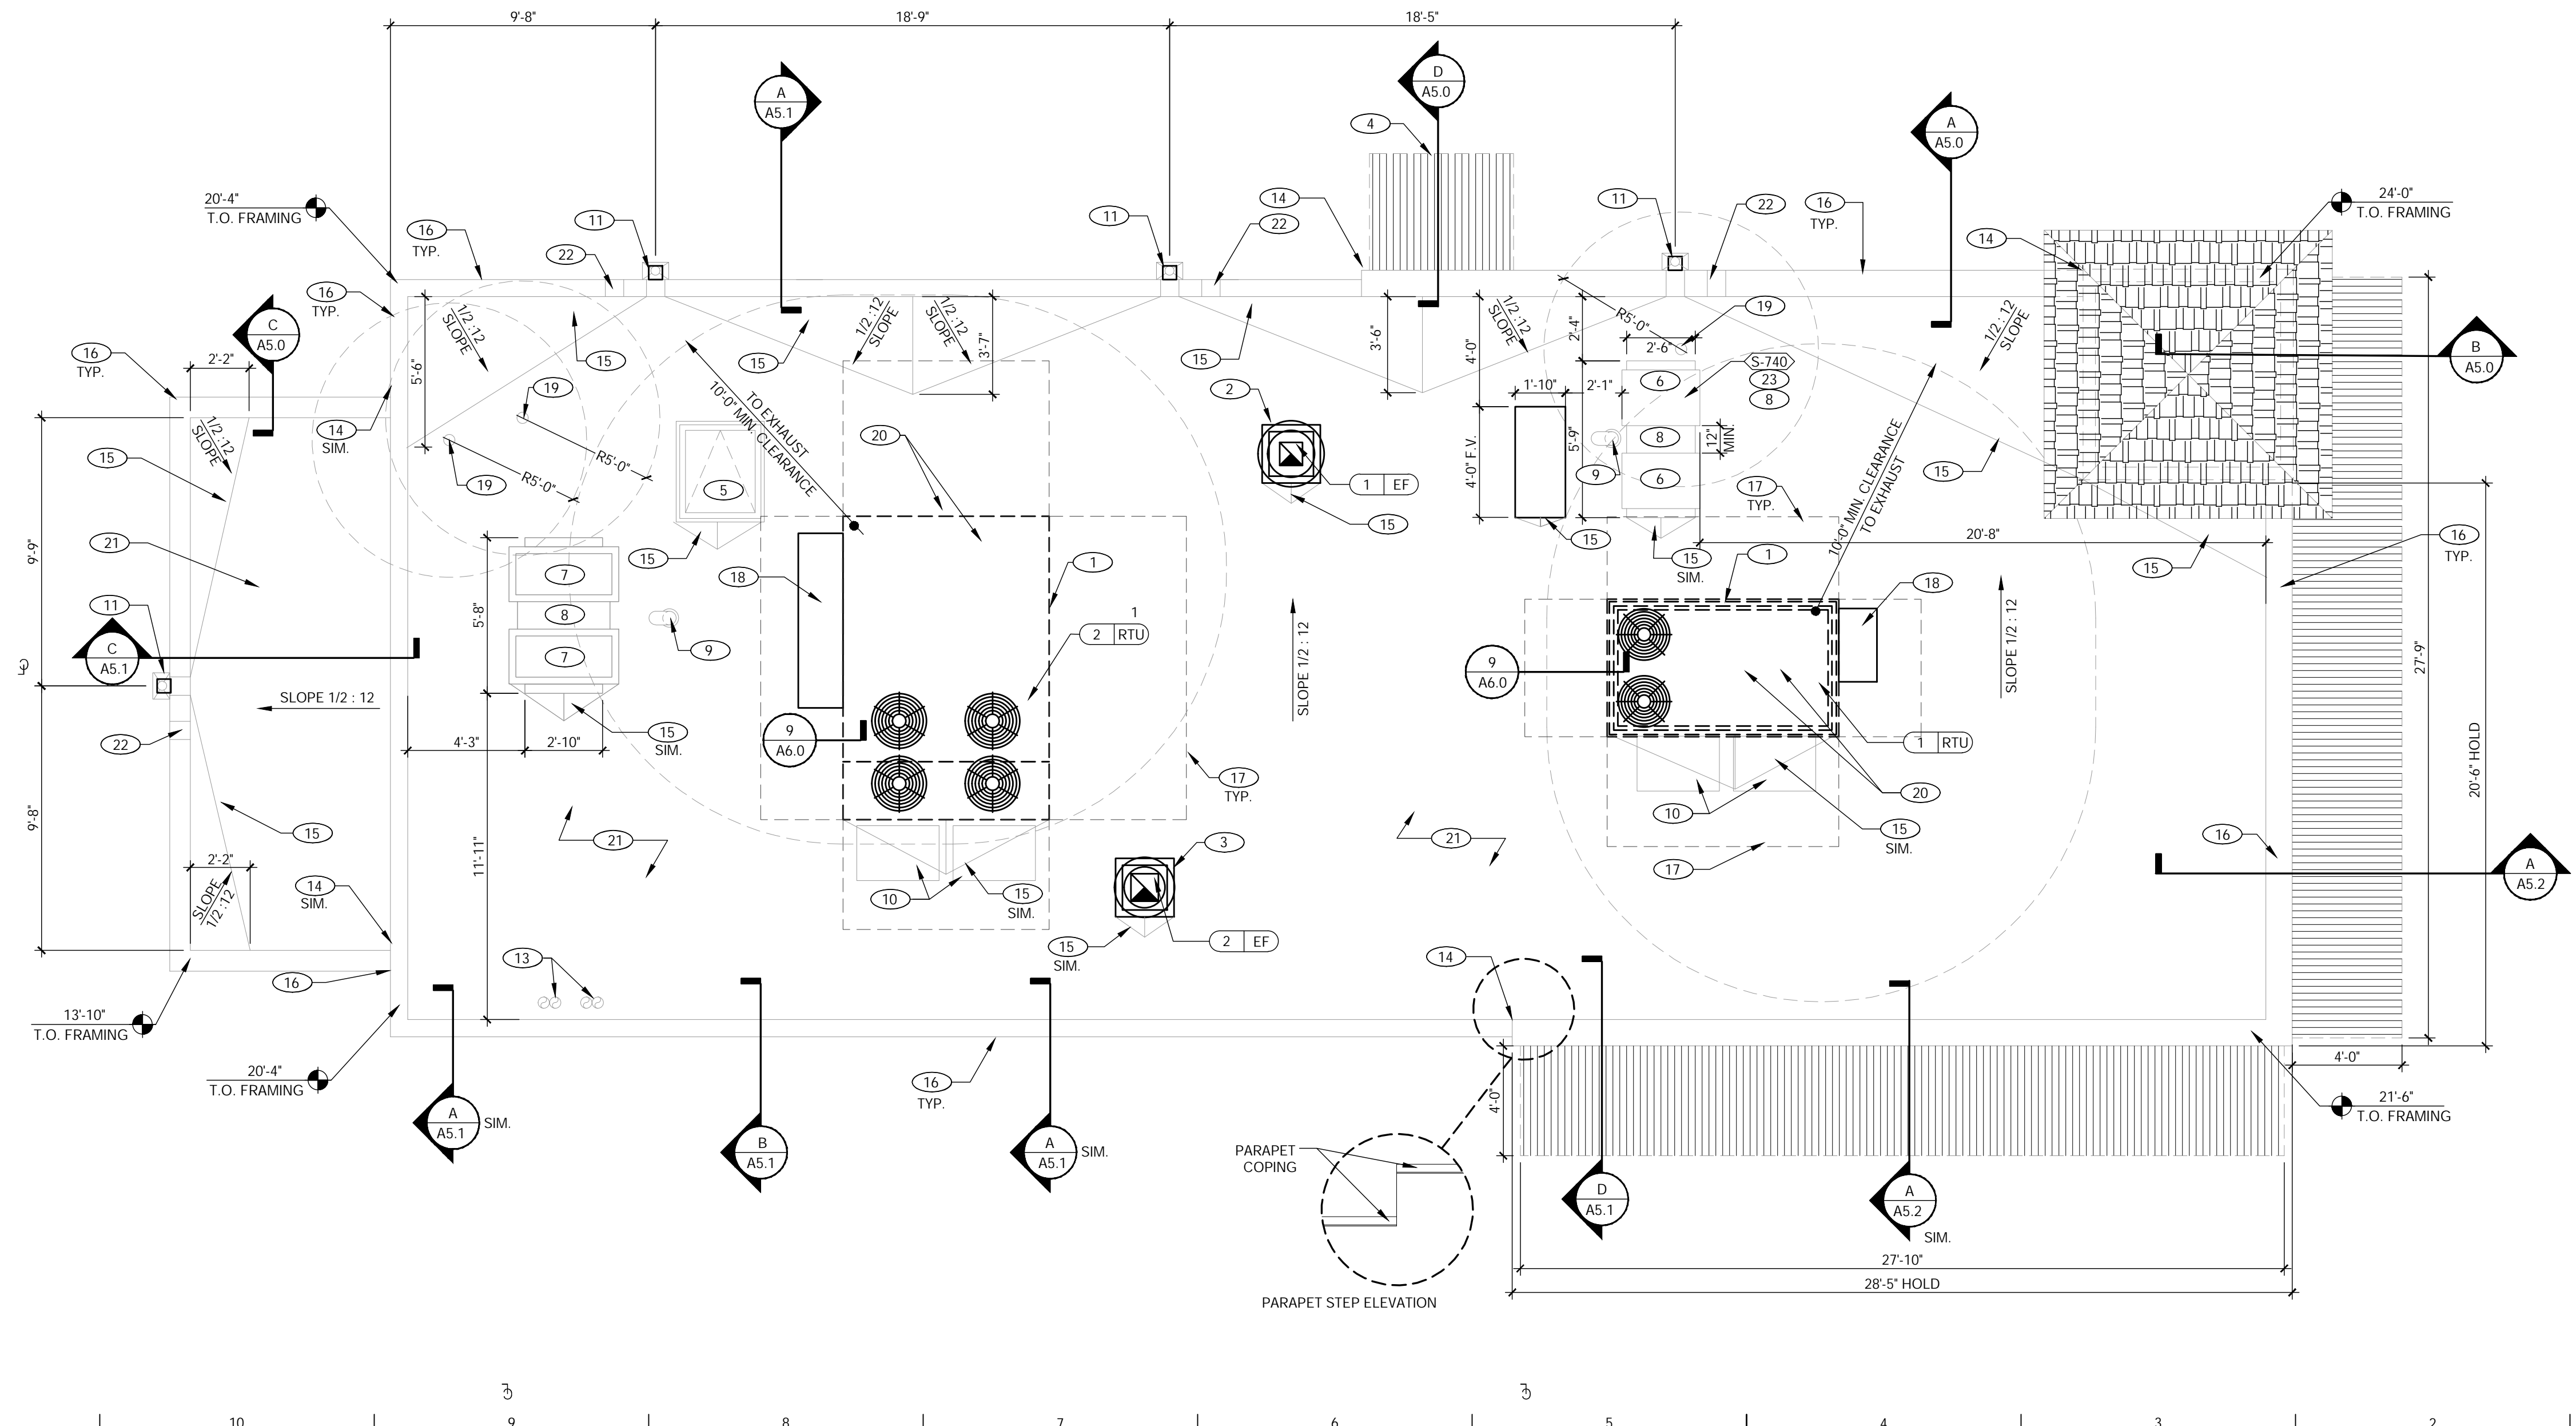 9'-8"
18'-9"
18'-5"
A
A5.1
D
A5.0
A
A5.0
4
20'-4"
T.O. FRAMING
16
TYP.
11
22
11
14
22
11
22
16
TYP.
14
24'-0"
T.O. FRAMING
16
TYP.
C
A5.0
16
TYP.
2'-2"
5'-6"
1/2 :12
SLOPE
15
15
1/2 :12
SLOPE
1/2 :12
SLOPE
3'-7"
15
3'-6"
4'-0"
1/2 :12
SLOPE
R5'-0"
2'-4"
2'-6"
19
1/2 :12
SLOPE
B
A5.0
S-740
23
8
6
1'-10"
2'-1"
2
19
14
SIM.
1/2 :12
SLOPE
TO EXHAUST
10'-0" MIN. CLEARANCE
20
8
12"
MIN.
5'-9"
15
R5'-0"
R5'-0"
19
5
9
6
4'-0" F.V.
1
EF
17
TYP.
15
10'-0" MIN. CLEARANCE
TO EXHAUST
15
15
15
15
SIM.
1
20'-8"
16
TYP.
15
9'-9"
21
7
18
1
18
11
5'-8"
8
1
2
RTU
9
7
C
A5.1
SLOPE 1/2 : 12
9
A6.0
SLOPE 1/2 : 12
27'-9"
SLOPE 1/2 : 12
4'-3"
2'-10"
15
SIM.
9
A6.0
1
RTU
22
20'-6" HOLD
17
TYP.
20
10
15
SIM.
9'-8"
15
21
11'-11"
3
21
17
16
2'-2"
SLOPE
1/2 :12
14
SIM.
10
15
SIM.
A
A5.2
2
EF
15
SIM.
14
13
16
13'-10"
T.O. FRAMING
20'-4"
T.O. FRAMING
16
TYP.
4'-0"
4'-0"
21'-6"
T.O. FRAMING
A
A5.1
SIM.
B
A5.1
A
A5.1
SIM.
PARAPET
COPING
D
A5.1
A
A5.2
SIM.
27'-10"
28'-5" HOLD
PARAPET STEP ELEVATION
10
9
8
7
6
5
4
3
2